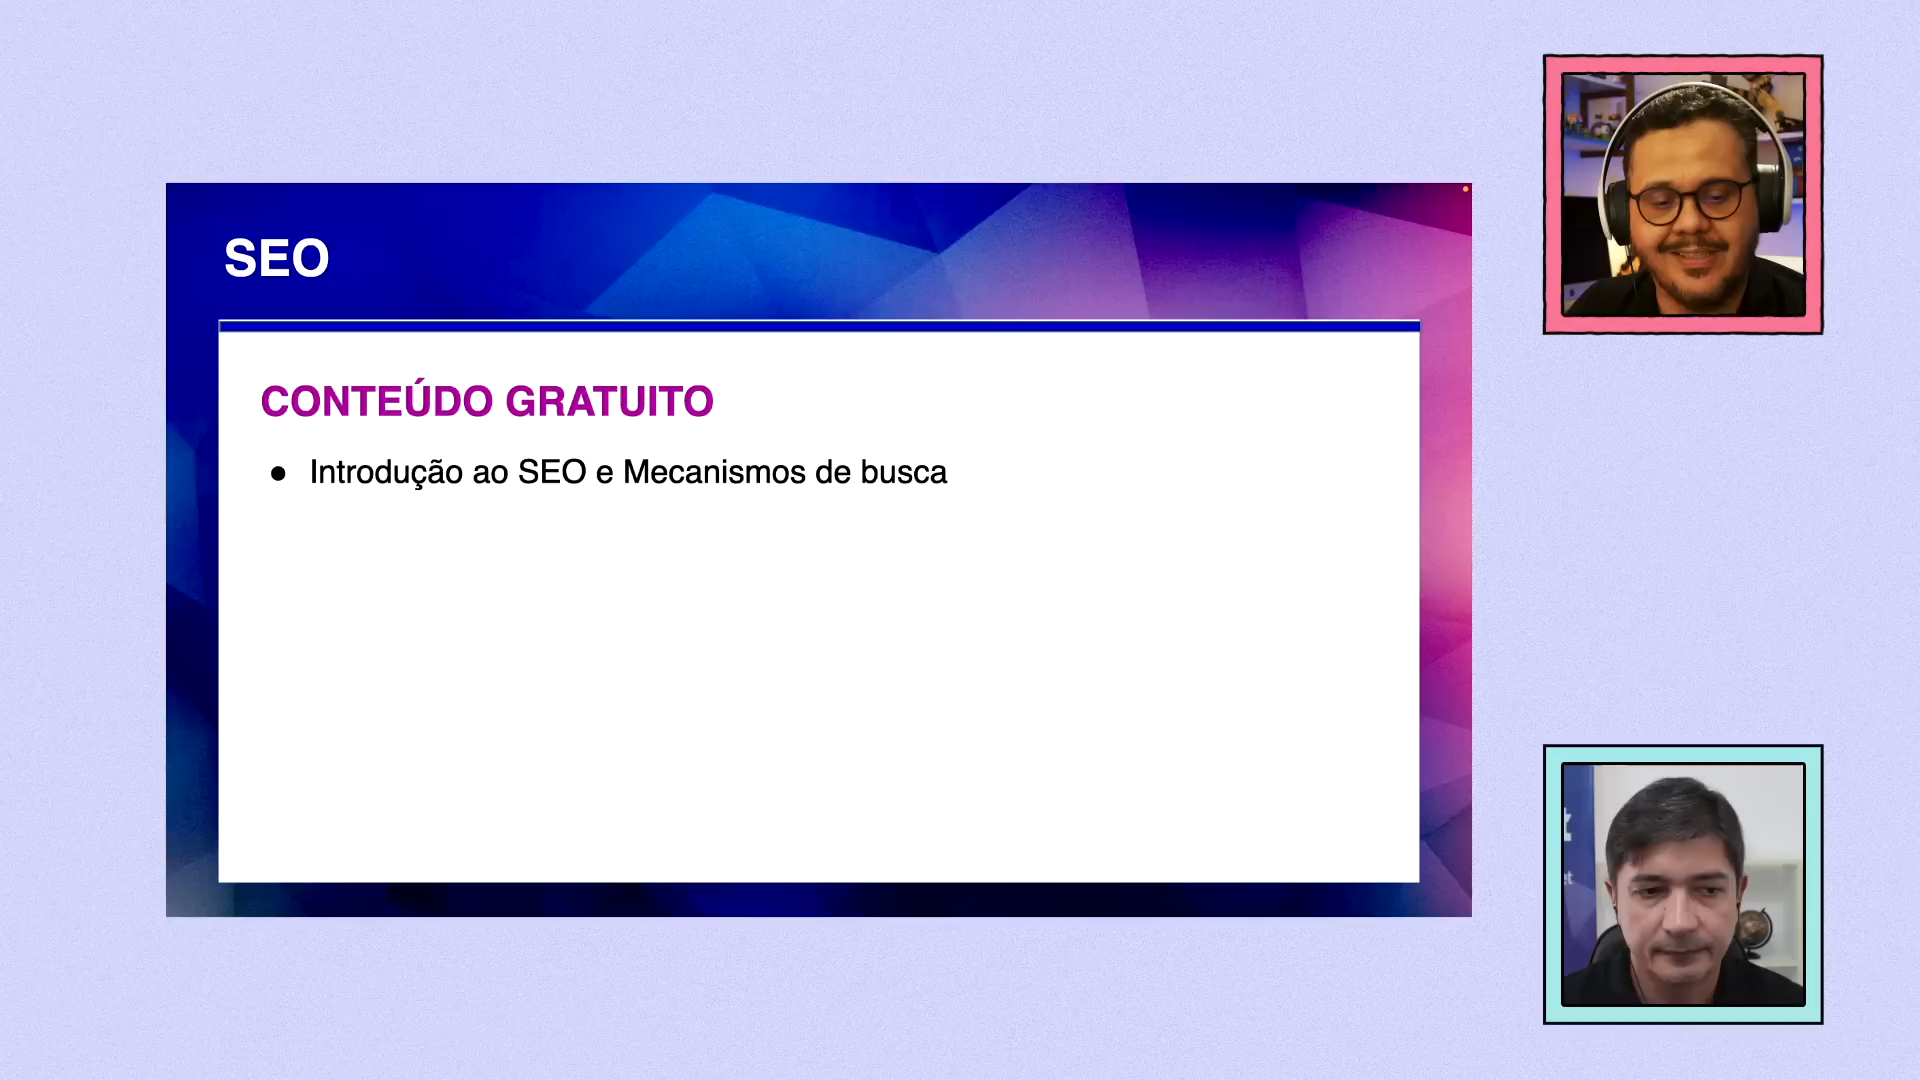 SEO
CONTEÚDO GRATUITO
● Introdução ao SEO e Mecanismos de busca